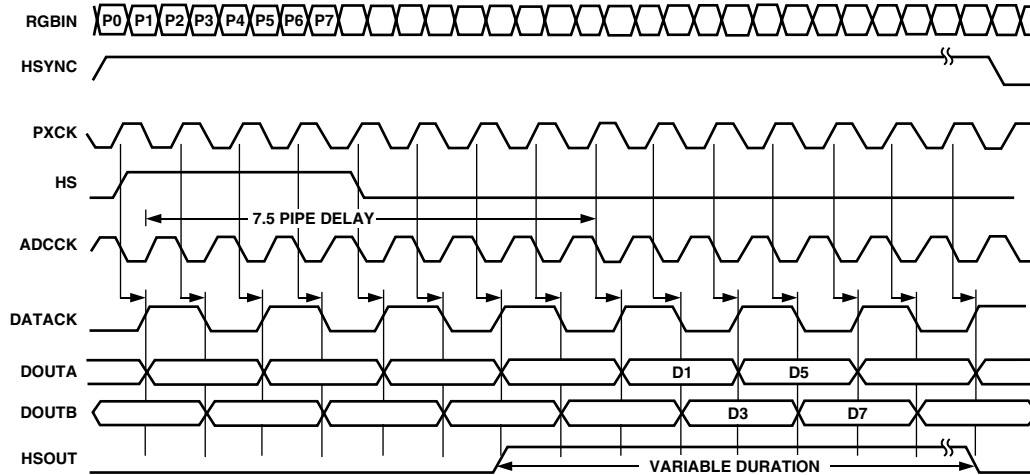 RGBIN P0 P1 P2 P3 P4 P5 P6 P7
HSYNC
PXCK
HS
7.5 PIPE DELAY
ADCCK
DATACK
DOUTA D1 D5
DOUTB D3 D7
HSOUT VARIABLE DURATION